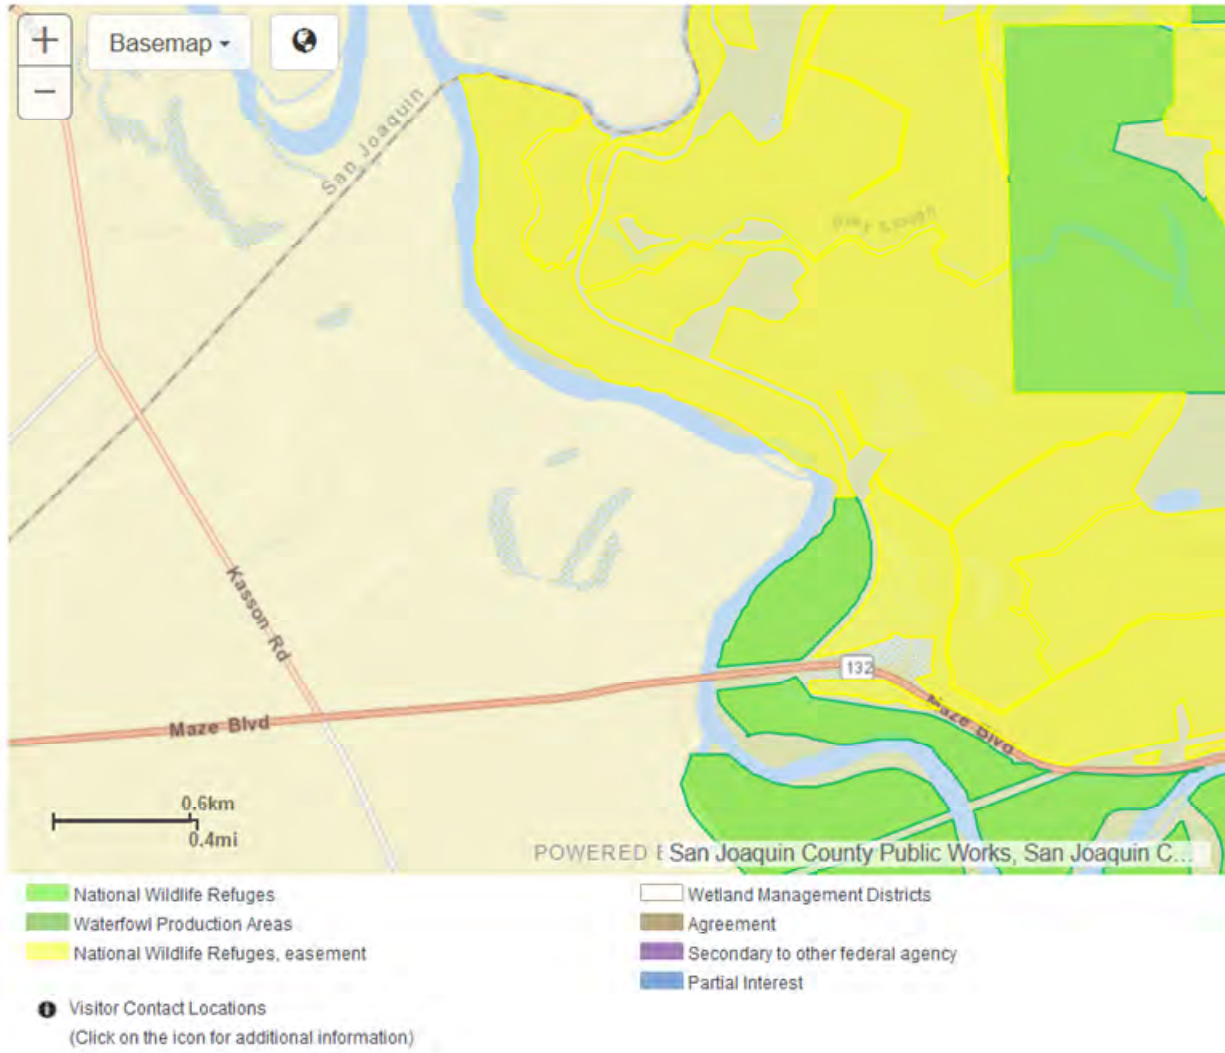 +
Basemap
−
San Joaquin
Slough
Kasson Rd
132
Maze Blvd
Maze Blvd
0.6km
0.4mi
POWERED
San Joaquin County Public Works, San Joaquin C...
National Wildlife Refuges
Waterfowl Production Areas
National Wildlife Refuges, easement
Wetland Management Districts
Agreement
Secondary to other federal agency
Partial Interest
Visitor Contact Locations
(Click on the icon for additional information)